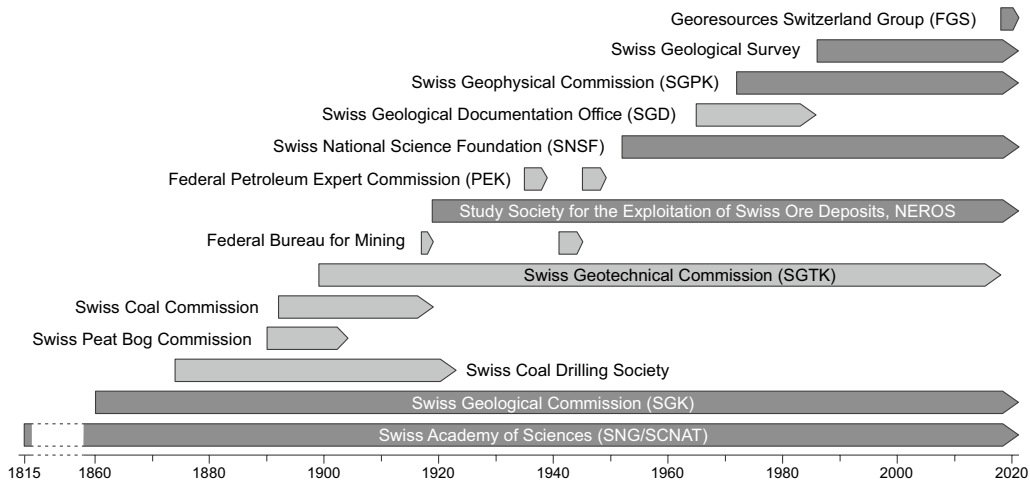 Georesources Switzerland Group (FGS)
Swiss Geological Survey
Swiss Geophysical Commission (SGPK)
Swiss Geological Documentation Office (SGD)
Swiss National Science Foundation (SNSF)
Federal Petroleum Expert Commission (PEK)
Study Society for the Exploitation of Swiss Ore Deposits, NEROS
Federal Bureau for Mining
Swiss Geotechnical Commission (SGTK)
Swiss Coal Commission
Swiss Peat Bog Commission
Swiss Coal Drilling Society
Swiss Geological Commission (SGK)
Swiss Academy of Sciences (SNG/SCNAT)
1815 1860 1880 1900 1920 1940 1960 1980 2000 2020